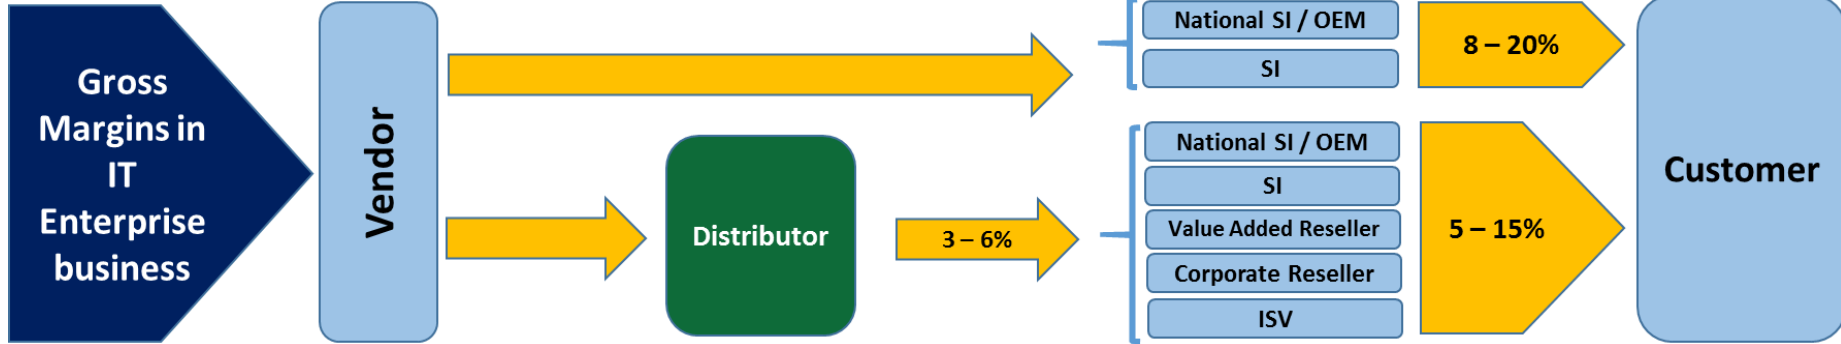 Gross
Margins in
IT
Enterprise
business
Vendor
National SI / OEM
SI
8 – 20%
Distributor
3 – 6%
National SI / OEM
SI
Value Added Reseller
Corporate Reseller
ISV
5 – 15%
Customer